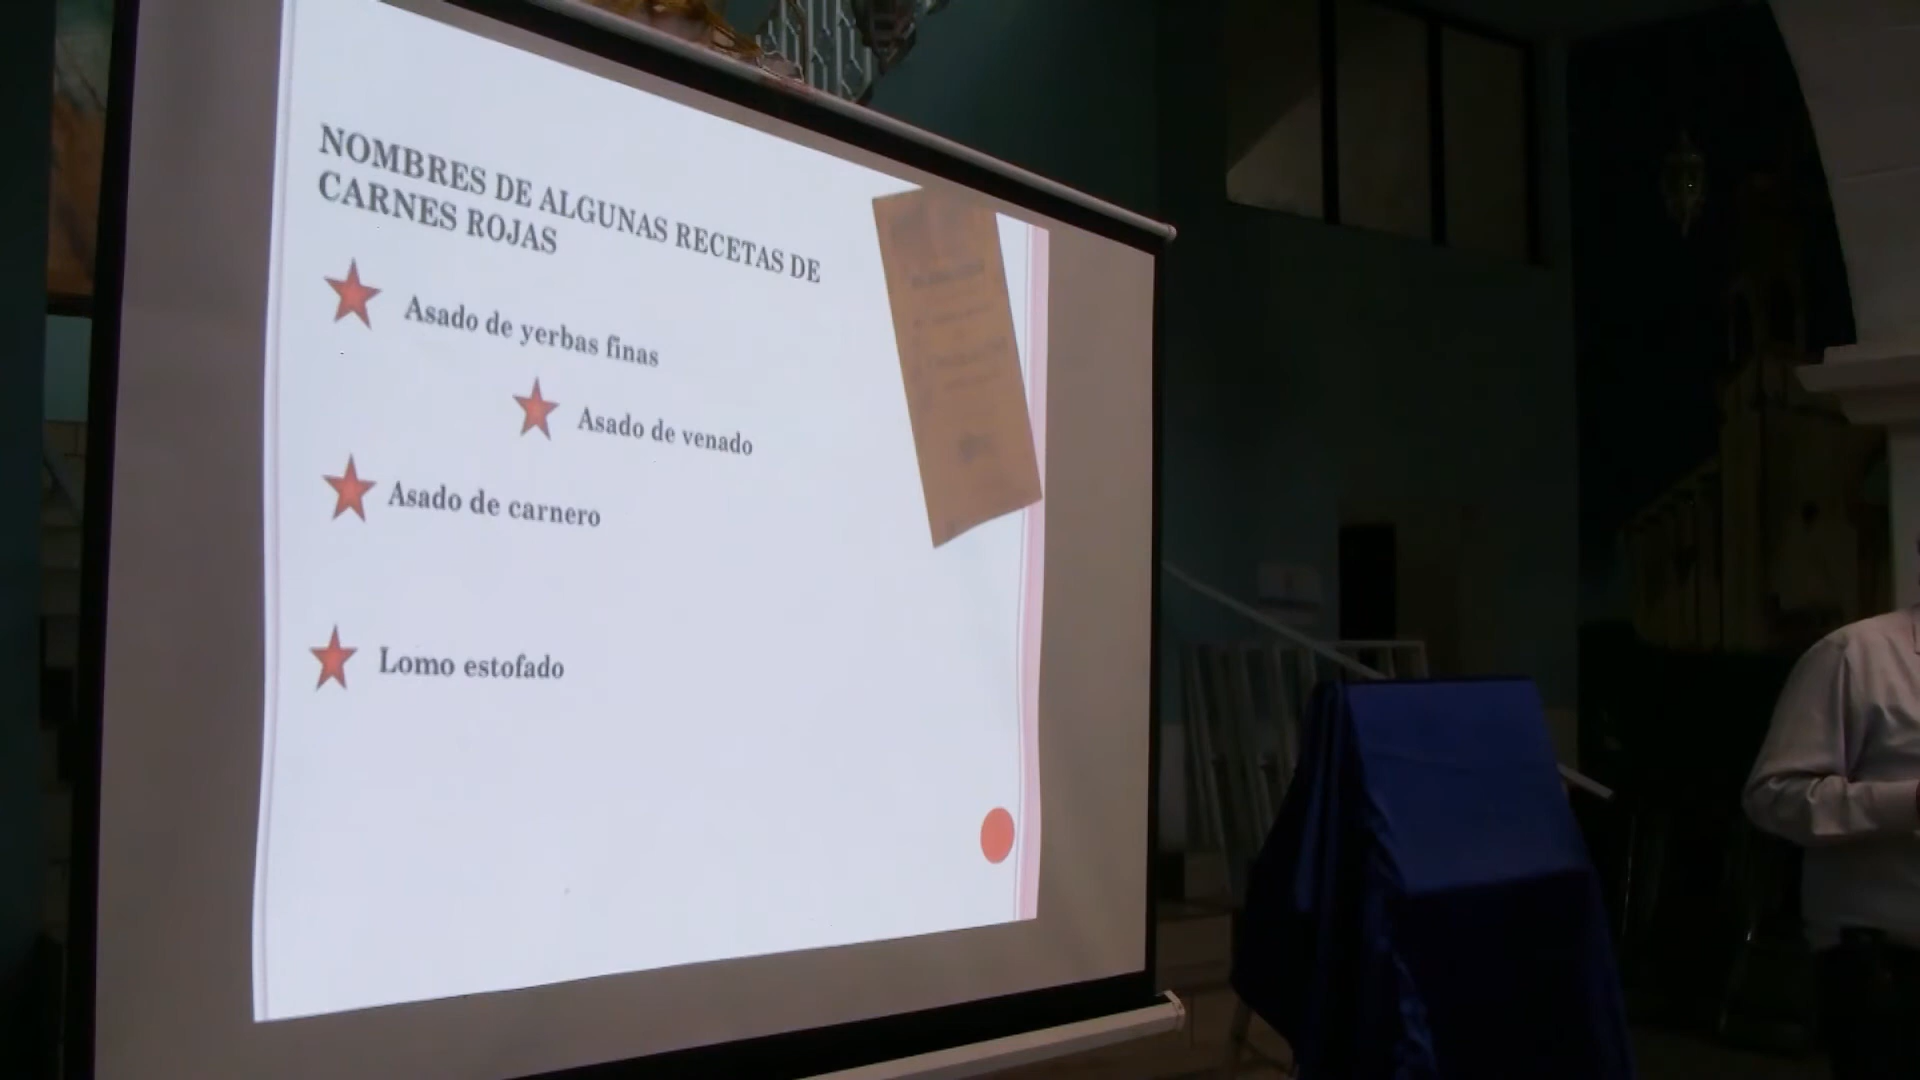 NOMBRES DE ALGUNAS RECETAS DE
CARNES ROJAS
Asado de yerbas finas
Asado de venado
Asado de carnero
Lomo estofado